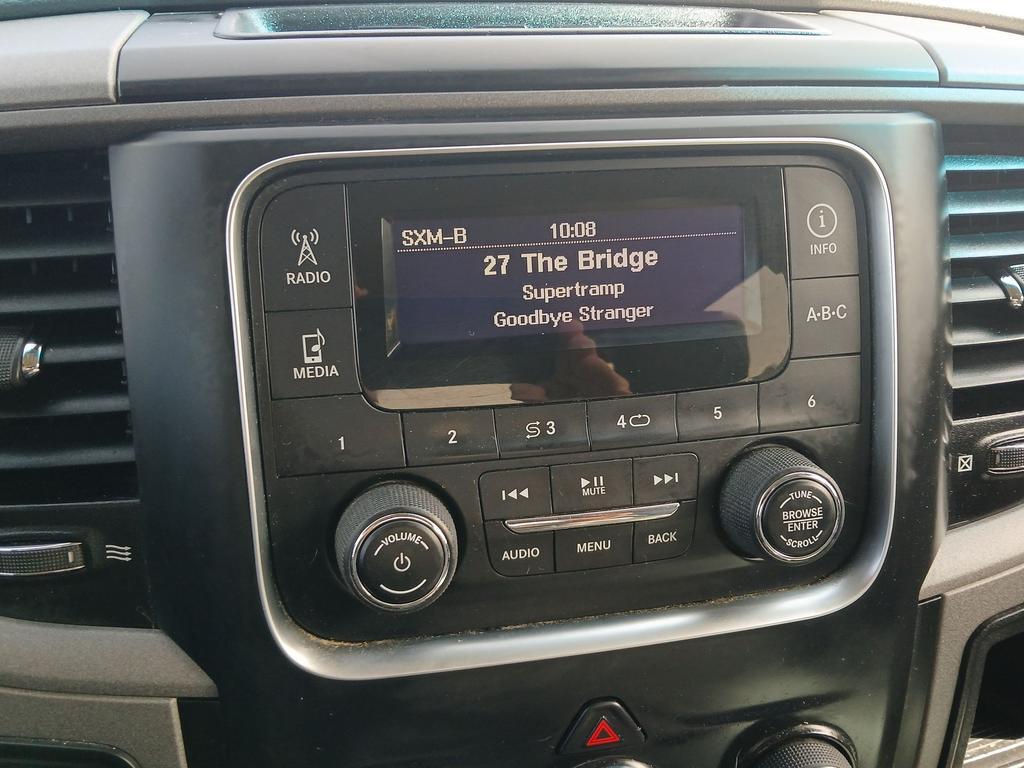 SXM-B 10:08
27 The Bridge
Supertramp
Goodbye Stranger
RADIO
MEDIA
INFO
A·B·C
1 2 3 4 5 6
MUTE
AUDIO MENU BACK
VOLUME
TUNE
BROWSE
ENTER
SCROLL